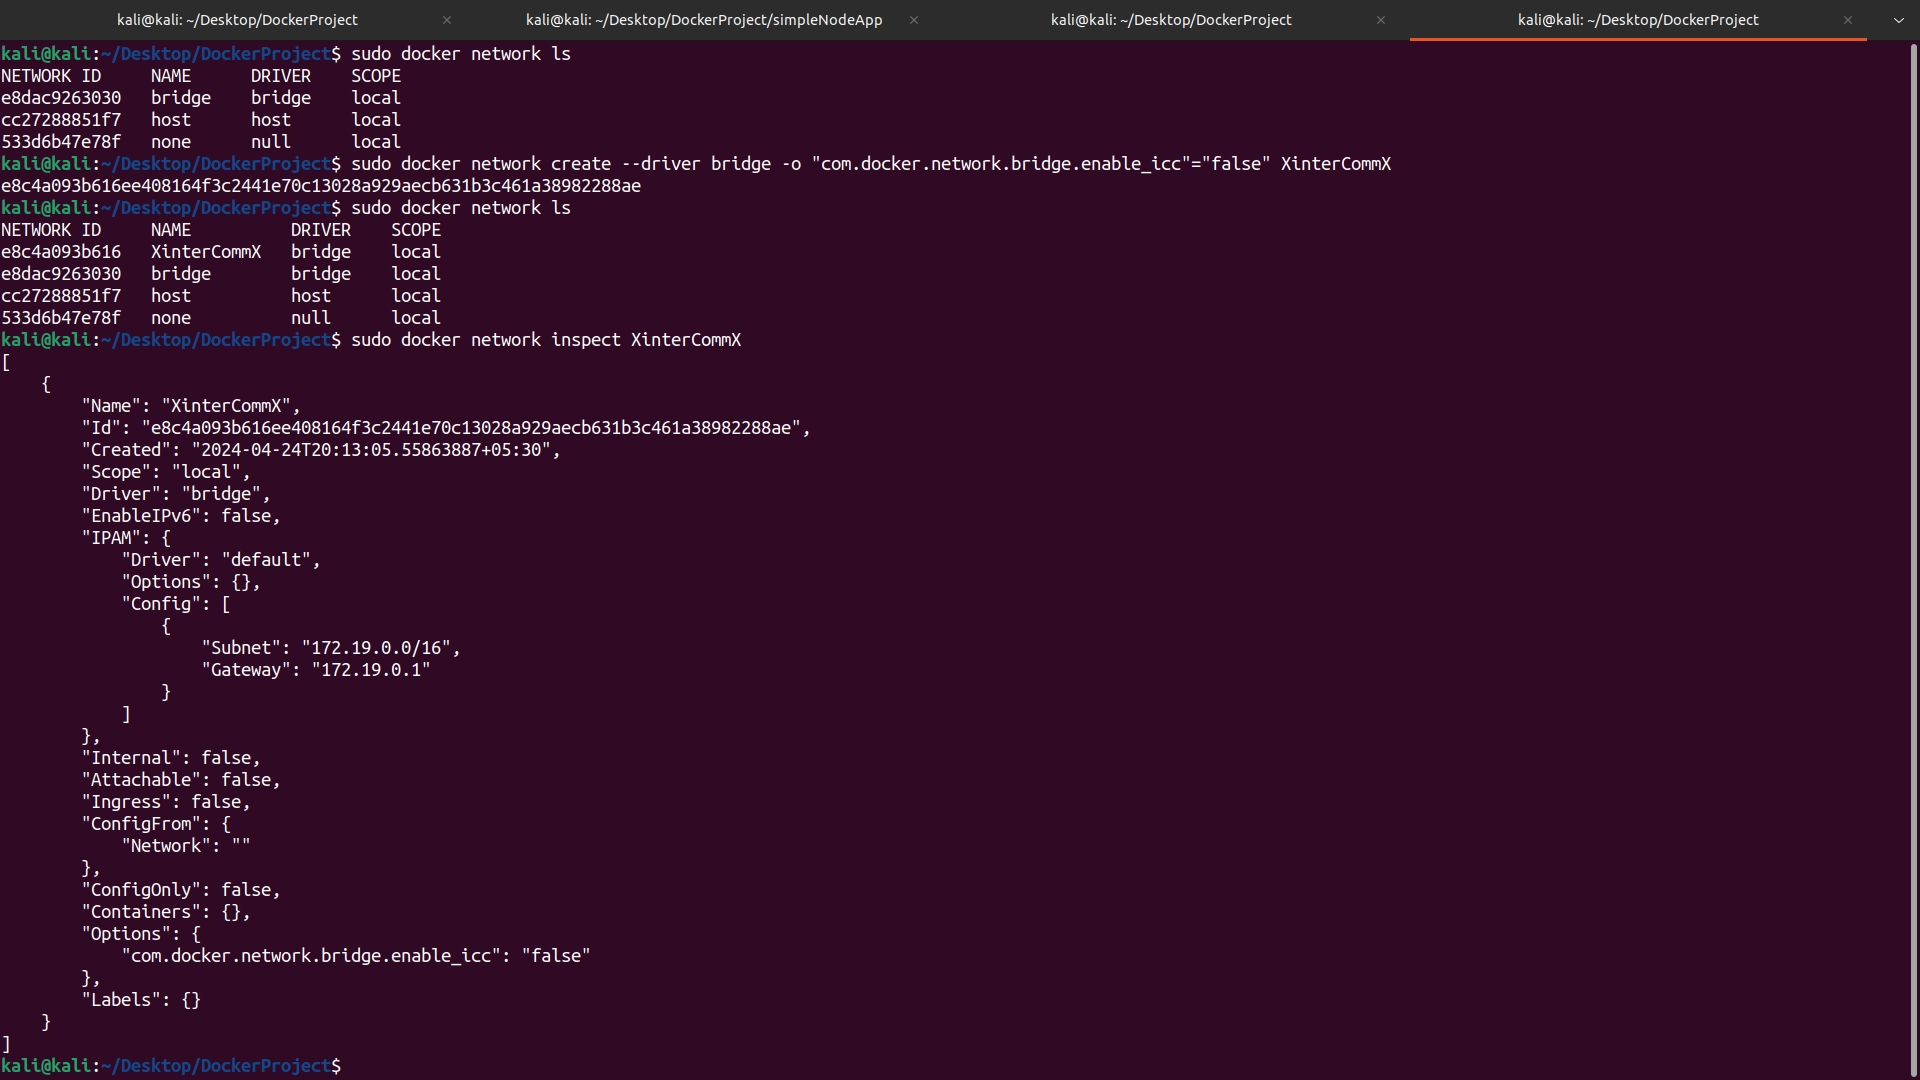 kali@kali: ~/Desktop/DockerProject × kali@kali: ~/Desktop/DockerProject/simpleNodeApp × kali@kali: ~/Desktop/DockerProject × kali@kali: ~/Desktop/DockerProject ×
kali@kali:~/Desktop/DockerProject$ sudo docker network ls
NETWORK ID     NAME      DRIVER    SCOPE
e8dac9263030   bridge    bridge    local
cc27288851f7   host      host      local
533d6b47e78f   none      null      local
kali@kali:~/Desktop/DockerProject$ sudo docker network create --driver bridge -o "com.docker.network.bridge.enable_icc"="false" XinterCommX
e8c4a093b616ee408164f3c2441e70c13028a929aecb631b3c461a38982288ae
kali@kali:~/Desktop/DockerProject$ sudo docker network ls
NETWORK ID     NAME          DRIVER    SCOPE
e8c4a093b616   XinterCommX   bridge    local
e8dac9263030   bridge        bridge    local
cc27288851f7   host          host      local
533d6b47e78f   none          null      local
kali@kali:~/Desktop/DockerProject$ sudo docker network inspect XinterCommX
[
    {
        "Name": "XinterCommX",
        "Id": "e8c4a093b616ee408164f3c2441e70c13028a929aecb631b3c461a38982288ae",
        "Created": "2024-04-24T20:13:05.55863887+05:30",
        "Scope": "local",
        "Driver": "bridge",
        "EnableIPv6": false,
        "IPAM": {
            "Driver": "default",
            "Options": {},
            "Config": [
                {
                    "Subnet": "172.19.0.0/16",
                    "Gateway": "172.19.0.1"
                }
            ]
        },
        "Internal": false,
        "Attachable": false,
        "Ingress": false,
        "ConfigFrom": {
            "Network": ""
        },
        "ConfigOnly": false,
        "Containers": {},
        "Options": {
            "com.docker.network.bridge.enable_icc": "false"
        },
        "Labels": {}
    }
]
kali@kali:~/Desktop/DockerProject$